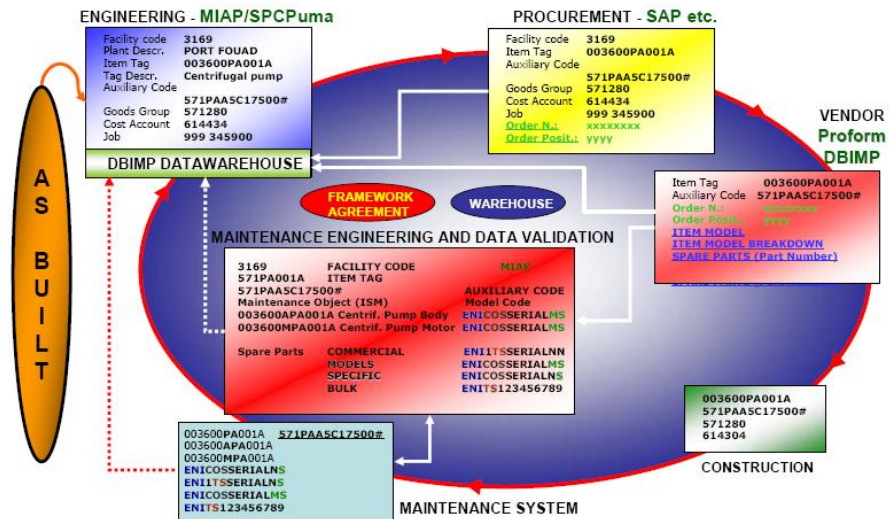 ENGINEERING - MIAP/SPCPuma
Facility code 3169
Plant Descr. PORT FOUAD
Item Tag 003600PA001A
Tag Descr. Centrifugal pump
Auxiliary Code
571PAA5C17500#
Goods Group 571280
Cost Account 614434
Job 999 345900
DBIMP DATAWAREHOUSE
PROCUREMENT - SAP etc.
Facility code 3169
Item Tag 003600PA001A
Auxiliary Code
571PAA5C17500#
Goods Group 571280
Cost Account 614434
Job 999 345900
Order N.: xxxxxxxx
Order Posit.: yyyy
VENDOR
Proform
DBIMP
Item Tag 003600PA001A
Auxiliary Code 571PAA5C17500#
Order N.: xxxxxxxx
Order Posit.: yyyy
ITEM MODEL
ITEM MODEL BREAKDOWN
SPARE PARTS (Part Number)
AS BUILT
FRAMEWORK
AGREEMENT
WAREHOUSE
MAINTENANCE ENGINEERING AND DATA VALIDATION
3169 FACILITY CODE MIAP
571PA001A ITEM TAG
571PAA5C17500# AUXILIARY CODE
Maintenance Object (ISM) Model Code
003600APA001A Centrif. Pump Body ENICOSSERIALMS
003600MPA001A Centrif. Pump Motor ENICOSSERIALMS
Spare Parts COMMERCIAL ENI1TSSERIALNN
MODELS ENICOSSERIALMS
SPECIFIC ENICOSSERIALNS
BULK ENITS123456789
003600PA001A
571PAA5C17500#
571280
614304
CONSTRUCTION
003600PA001A 571PAA5C17500#
003600APA001A
003600MPA001A
ENICOSSERIALNS
ENI1TSSERIALNS
ENICOSSERIALMS
ENITS123456789
MAINTENANCE SYSTEM